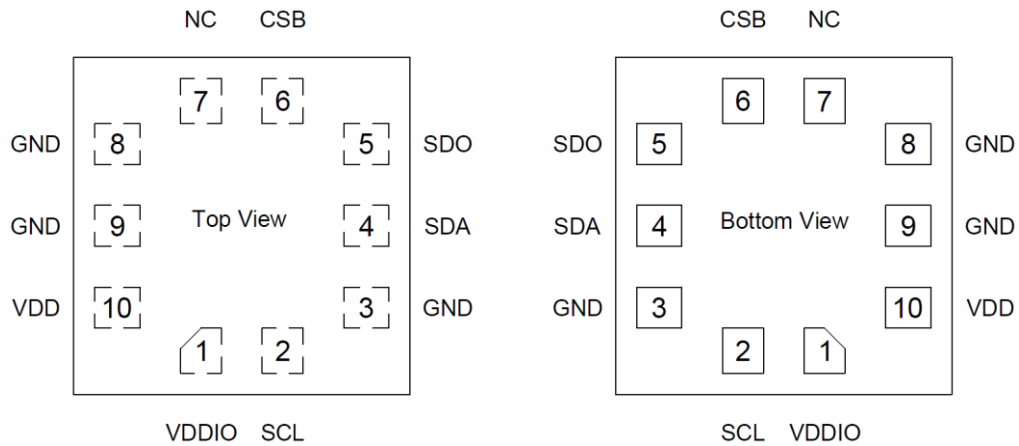 NC CSB CSB NC
7 6 6 7
GND 8 5 SDO SDO 5 8 GND
GND 9 Top View 4 SDA SDA 4 Bottom View 9 GND
VDD 10 3 GND GND 3 10 VDD
1 2 2 1
VDDIO SCL SCL VDDIO